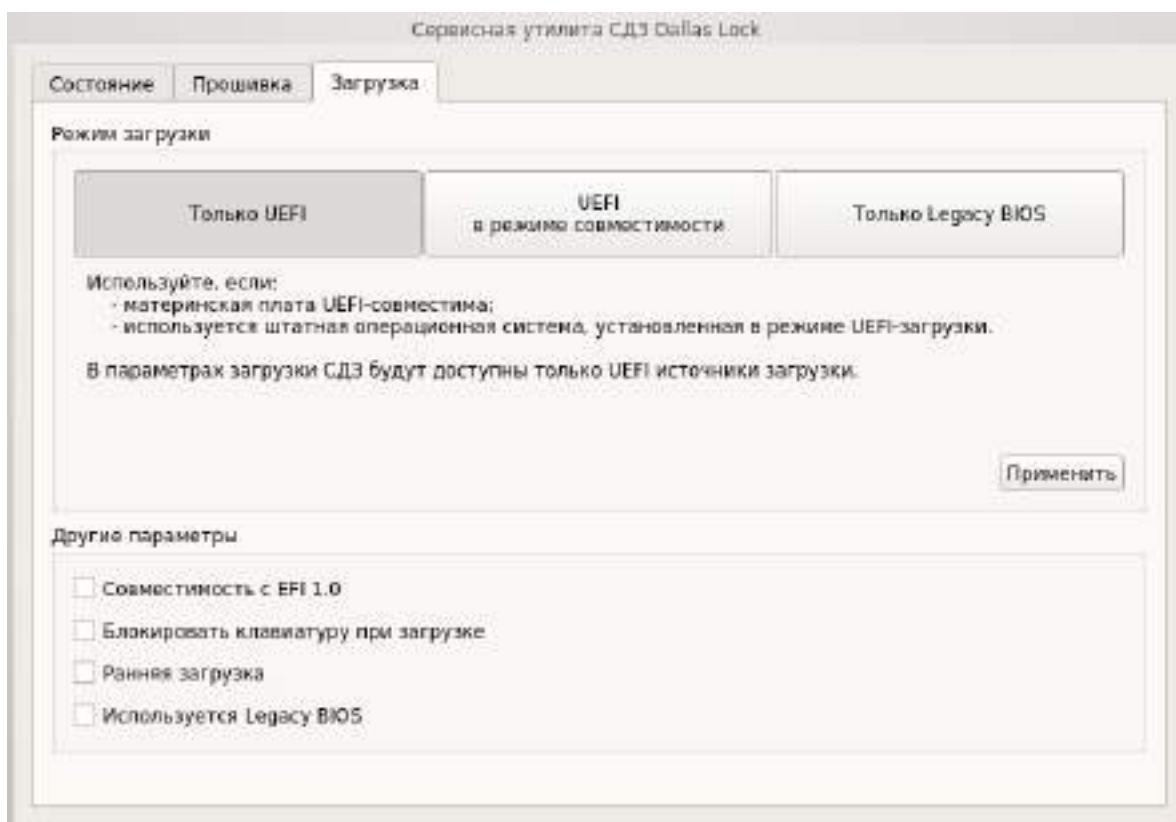 Сервисная утилита СДЗ Dallas Lock
Состояние
Прошивка
Загрузка
Режим загрузки
Только UEFI
UEFI
в режиме совместимости
Только Legacy BIOS
Используйте, если:
- материнская плата UEFI-совместима;
- используется штатная операционная система, установленная в режиме UEFI-загрузки.
В параметрах загрузки СДЗ будут доступны только UEFI источники загрузки.
Применить
Другие параметры
Совместимость с EFI 1.0
Блокировать клавиатуру при загрузке
Ранняя загрузка
Используется Legacy BIOS